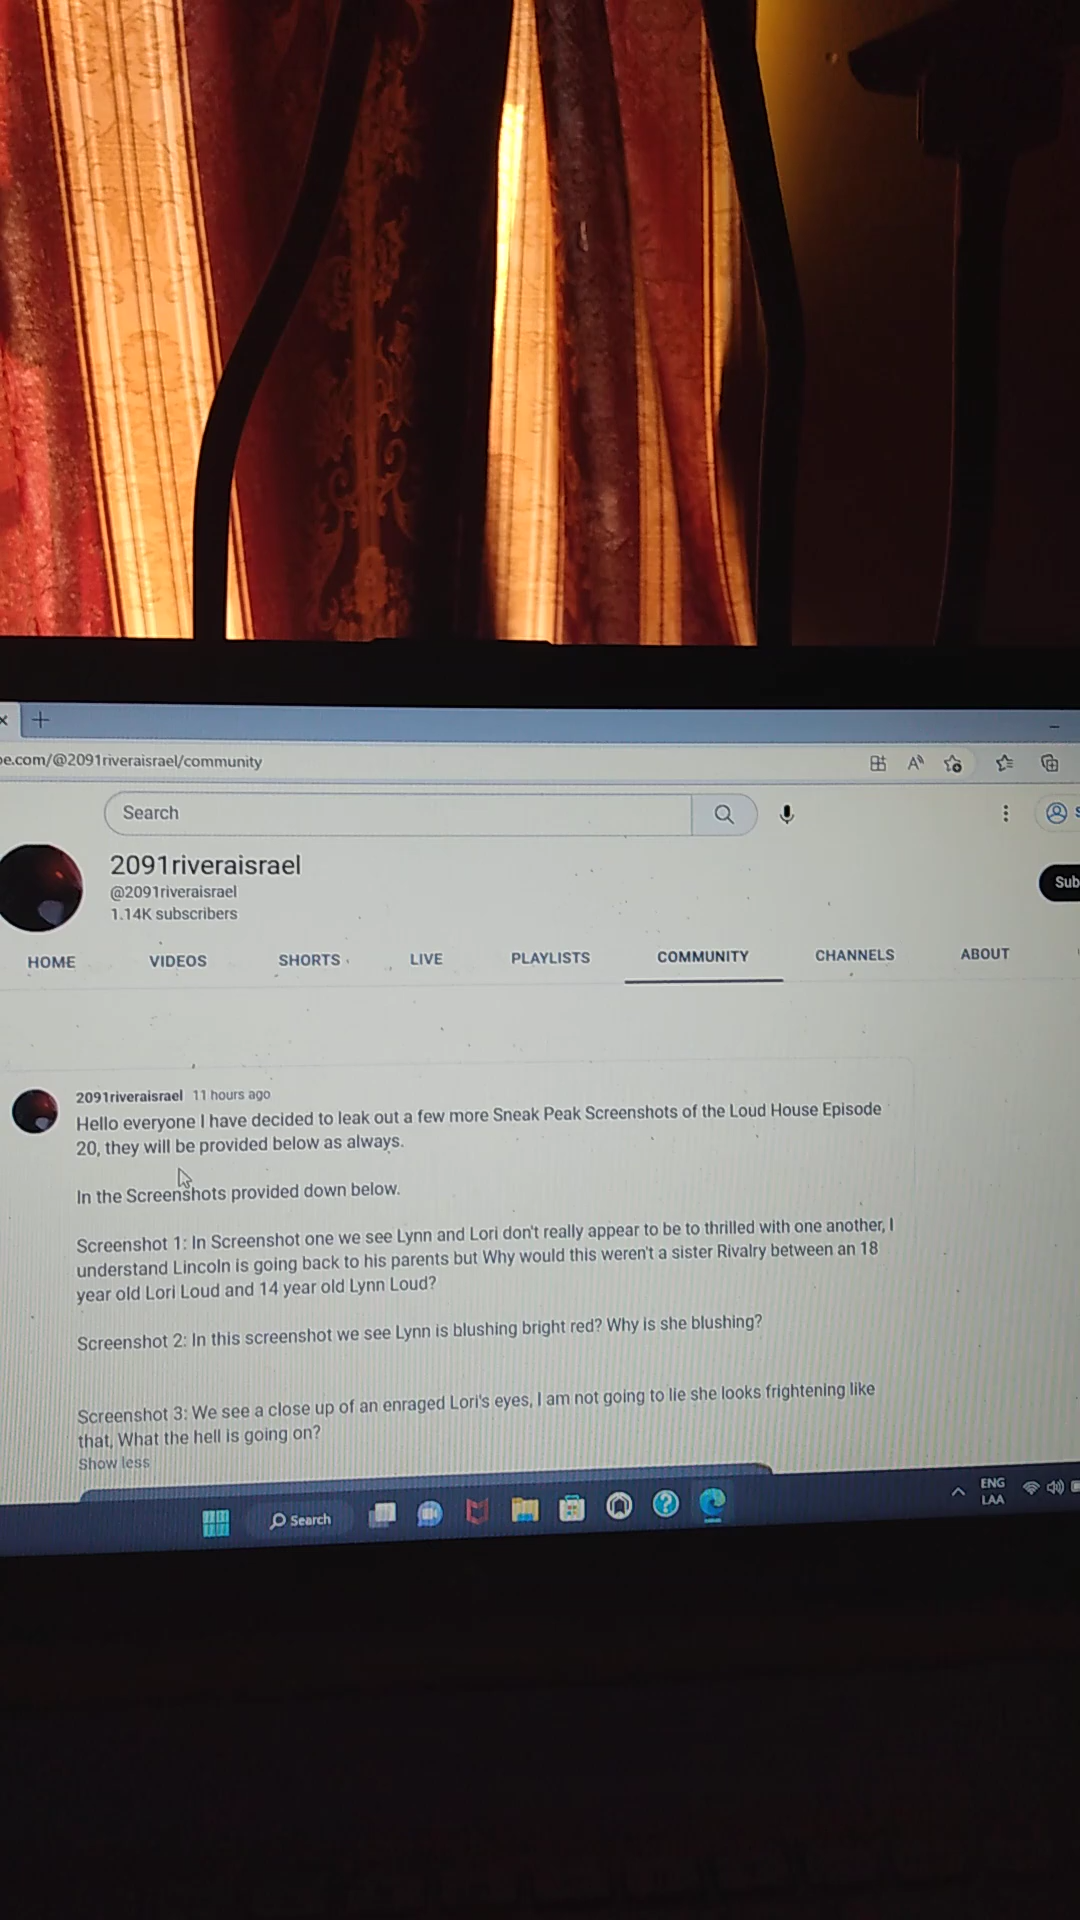 be.com/@2091riveraisrael/community
Search
2091riveraisrael
@2091riveraisrael
1.14K subscribers
Sub
HOME VIDEOS SHORTS LIVE PLAYLISTS COMMUNITY CHANNELS ABOUT
2091riveraisrael 11 hours ago
Hello everyone I have decided to leak out a few more Sneak Peak Screenshots of the Loud House Episode
20, they will be provided below as always.
In the Screenshots provided down below.
Screenshot 1: In Screenshot one we see Lynn and Lori don't really appear to be to thrilled with one another, I
understand Lincoln is going back to his parents but Why would this weren't a sister Rivalry between an 18
year old Lori Loud and 14 year old Lynn Loud?
Screenshot 2: In this screenshot we see Lynn is blushing bright red? Why is she blushing?
Screenshot 3: We see a close up of an enraged Lori's eyes, I am not going to lie she looks frightening like
that, What the hell is going on?
Show less
Search
ENG
LAA